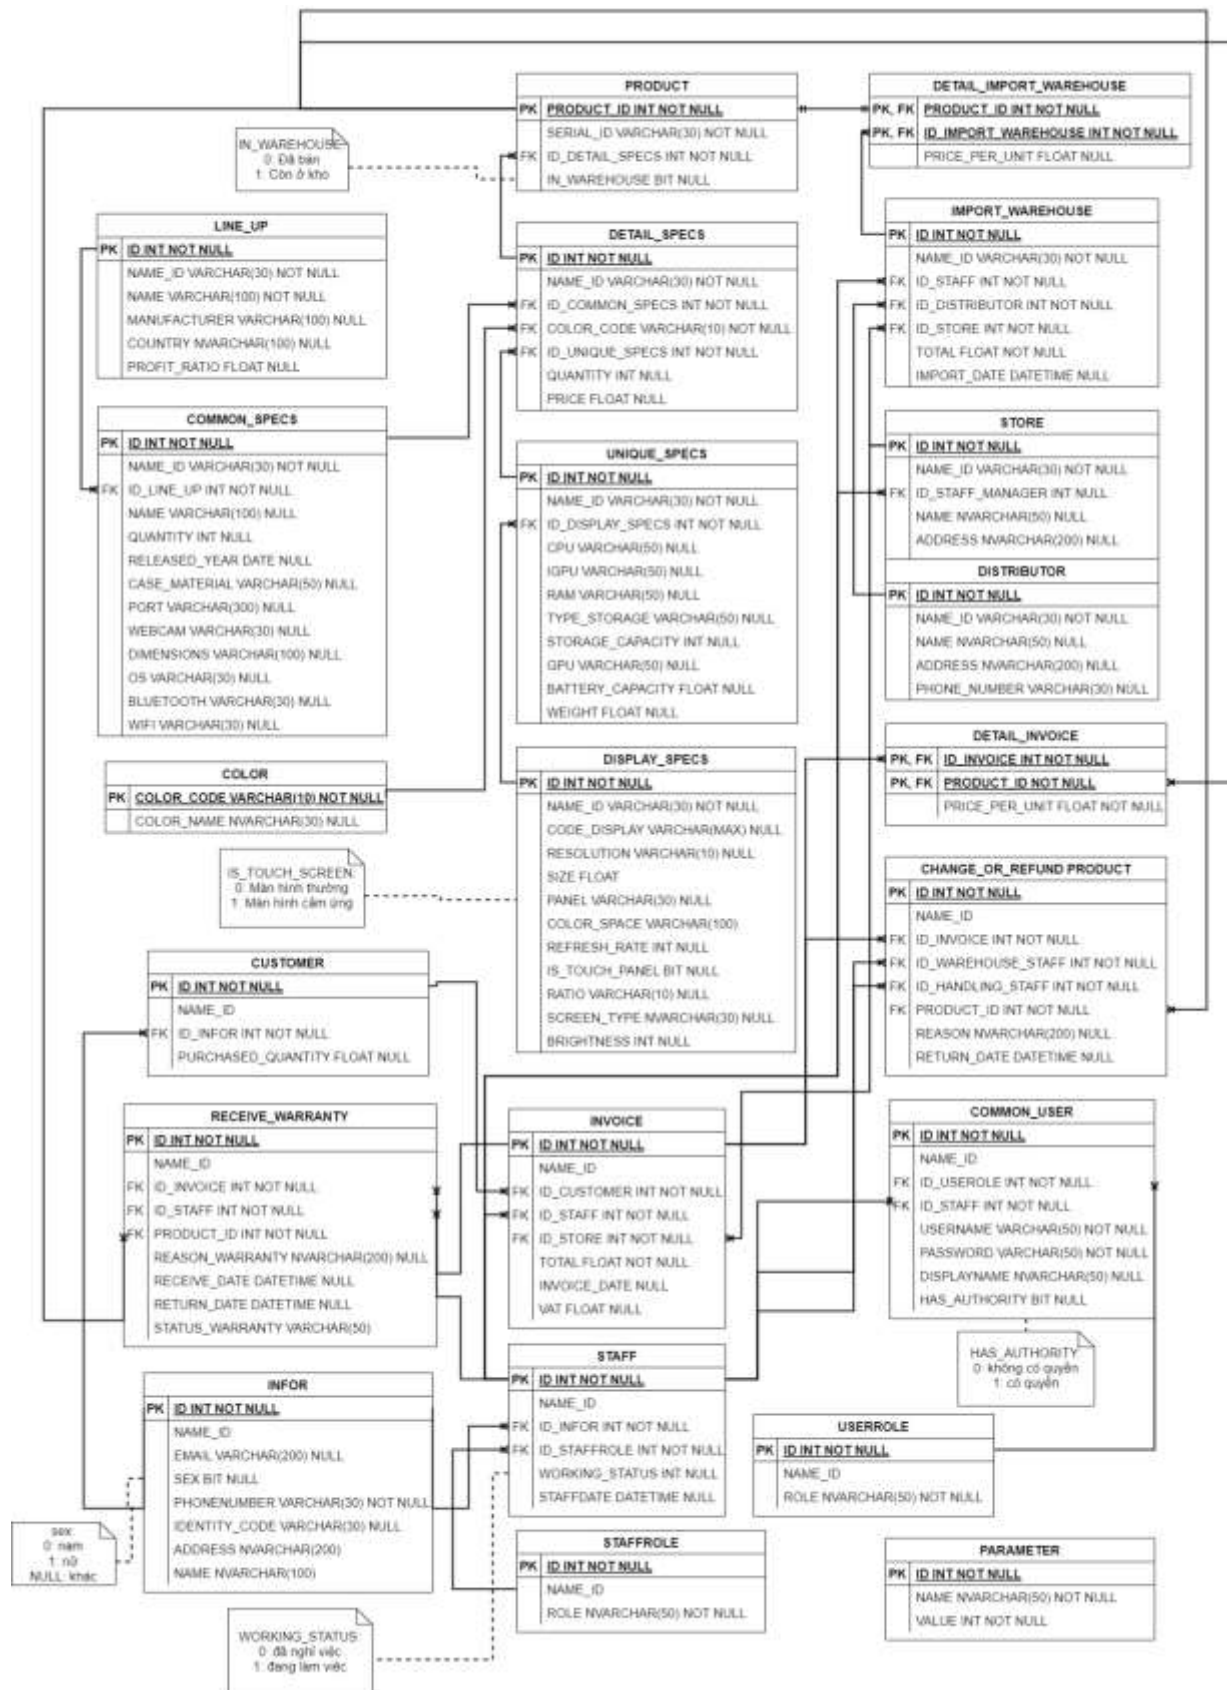 PRODUCT
PK PRODUCT_ID INT NOT NULL
SERIAL_ID VARCHAR(30) NOT NULL
FK ID_DETAIL_SPECS INT NOT NULL
IN_WAREHOUSE BIT NULL
DETAIL_IMPORT_WAREHOUSE
PK, FK PRODUCT_ID INT NOT NULL
PK, FK ID_IMPORT_WAREHOUSE INT NOT NULL
PRICE_PER_UNIT FLOAT NULL
IN_WAREHOUSE:
0: Đã bán
1: Còn ở kho
LINE_UP
PK ID INT NOT NULL
NAME_ID VARCHAR(30) NOT NULL
NAME VARCHAR(100) NOT NULL
MANUFACTURER VARCHAR(100) NULL
COUNTRY NVARCHAR(100) NULL
PROFIT_RATIO FLOAT NULL
DETAIL_SPECS
PK ID INT NOT NULL
NAME_ID VARCHAR(30) NOT NULL
FK ID_COMMON_SPECS INT NOT NULL
FK COLOR_CODE VARCHAR(10) NOT NULL
FK ID_UNIQUE_SPECS INT NOT NULL
QUANTITY INT NULL
PRICE FLOAT NULL
IMPORT_WAREHOUSE
PK ID INT NOT NULL
NAME_ID VARCHAR(30) NOT NULL
FK ID_STAFF INT NOT NULL
FK ID_DISTRIBUTOR INT NOT NULL
FK ID_STORE INT NOT NULL
TOTAL FLOAT NOT NULL
IMPORT_DATE DATETIME NULL
COMMON_SPECS
PK ID INT NOT NULL
NAME_ID VARCHAR(30) NOT NULL
FK ID_LINE_UP INT NOT NULL
NAME VARCHAR(100) NULL
QUANTITY INT NULL
RELEASED_YEAR DATE NULL
CASE_MATERIAL VARCHAR(50) NULL
PORT VARCHAR(300) NULL
WEBCAM VARCHAR(30) NULL
DIMENSIONS VARCHAR(100) NULL
OS VARCHAR(30) NULL
BLUETOOTH VARCHAR(30) NULL
WIFI VARCHAR(30) NULL
UNIQUE_SPECS
PK ID INT NOT NULL
NAME_ID VARCHAR(30) NOT NULL
FK ID_DISPLAY_SPECS INT NOT NULL
CPU VARCHAR(50) NULL
IGPU VARCHAR(50) NULL
RAM VARCHAR(50) NULL
TYPE_STORAGE VARCHAR(50) NULL
STORAGE_CAPACITY INT NULL
GPU VARCHAR(50) NULL
BATTERY_CAPACITY FLOAT NULL
WEIGHT FLOAT NULL
STORE
PK ID INT NOT NULL
NAME_ID VARCHAR(30) NOT NULL
FK ID_STAFF_MANAGER INT NULL
NAME NVARCHAR(50) NULL
ADDRESS NVARCHAR(200) NULL
DISTRIBUTOR
PK ID INT NOT NULL
NAME_ID VARCHAR(30) NOT NULL
NAME NVARCHAR(50) NULL
ADDRESS NVARCHAR(200) NULL
PHONE_NUMBER VARCHAR(30) NULL
COLOR
PK COLOR_CODE VARCHAR(10) NOT NULL
COLOR_NAME NVARCHAR(30) NULL
DISPLAY_SPECS
PK ID INT NOT NULL
NAME_ID VARCHAR(30) NOT NULL
CODE_DISPLAY VARCHAR(MAX) NULL
RESOLUTION VARCHAR(10) NULL
SIZE FLOAT
PANEL VARCHAR(30) NULL
COLOR_SPACE VARCHAR(100)
REFRESH_RATE INT NULL
IS_TOUCH_PANEL BIT NULL
RATIO VARCHAR(10) NULL
SCREEN_TYPE NVARCHAR(30) NULL
BRIGHTNESS INT NULL
DETAIL_INVOICE
PK, FK ID_INVOICE INT NOT NULL
PK, FK PRODUCT_ID NOT NULL
PRICE_PER_UNIT FLOAT NOT NULL
IS_TOUCH_SCREEN:
0: Màn hình thường
1: Màn hình cảm ứng
CHANGE_OR_REFUND PRODUCT
PK ID INT NOT NULL
NAME_ID
FK ID_INVOICE INT NOT NULL
FK ID_WAREHOUSE_STAFF INT NOT NULL
FK ID_HANDLING_STAFF INT NOT NULL
FK PRODUCT_ID INT NOT NULL
REASON NVARCHAR(200) NULL
RETURN_DATE DATETIME NULL
CUSTOMER
PK ID INT NOT NULL
NAME_ID
FK ID_INFOR INT NOT NULL
PURCHASED_QUANTITY FLOAT NULL
RECEIVE_WARRANTY
PK ID INT NOT NULL
NAME_ID
FK ID_INVOICE INT NOT NULL
FK ID_STAFF INT NOT NULL
FK PRODUCT_ID INT NOT NULL
REASON_WARRANTY NVARCHAR(200) NULL
RECEIVE_DATE DATETIME NULL
RETURN_DATE DATETIME NULL
STATUS_WARRANTY VARCHAR(50)
INVOICE
PK ID INT NOT NULL
NAME_ID
FK ID_CUSTOMER INT NOT NULL
FK ID_STAFF INT NOT NULL
FK ID_STORE INT NOT NULL
TOTAL FLOAT NOT NULL
INVOICE_DATE NULL
VAT FLOAT NULL
COMMON_USER
PK ID INT NOT NULL
NAME_ID
FK ID_USEROLE INT NOT NULL
FK ID_STAFF INT NOT NULL
USERNAME VARCHAR(50) NOT NULL
PASSWORD VARCHAR(50) NOT NULL
DISPLAYNAME NVARCHAR(50) NULL
HAS_AUTHORITY BIT NULL
HAS_AUTHORITY
0: không có quyền
1: có quyền
INFOR
PK ID INT NOT NULL
NAME_ID
EMAIL VARCHAR(200) NULL
SEX BIT NULL
PHONENUMBER VARCHAR(30) NOT NULL
IDENTITY_CODE VARCHAR(30) NULL
ADDRESS NVARCHAR(200)
NAME NVARCHAR(100)
STAFF
PK ID INT NOT NULL
NAME_ID
FK ID_INFOR INT NOT NULL
FK ID_STAFFROLE INT NOT NULL
WORKING_STATUS INT NULL
STAFFDATE DATETIME NULL
USERROLE
PK ID INT NOT NULL
NAME_ID
ROLE NVARCHAR(50) NOT NULL
sex:
0: nam
1: nữ
NULL: khác
STAFFROLE
PK ID INT NOT NULL
NAME_ID
ROLE NVARCHAR(50) NOT NULL
PARAMETER
PK ID INT NOT NULL
NAME NVARCHAR(50) NOT NULL
VALUE INT NOT NULL
WORKING_STATUS:
0: đã nghỉ việc
1: đang làm việc